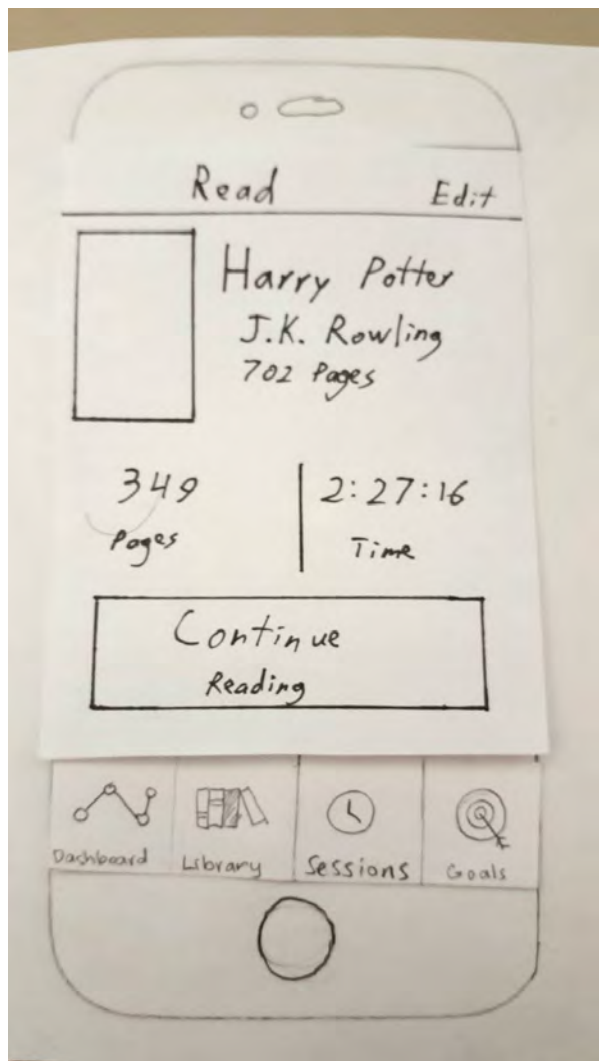 Read Edit
Harry Potter
J.K. Rowling
702 Pages
349 2:27:16
Pages Time
Continue
Reading
Dashboard Library Sessions Goals